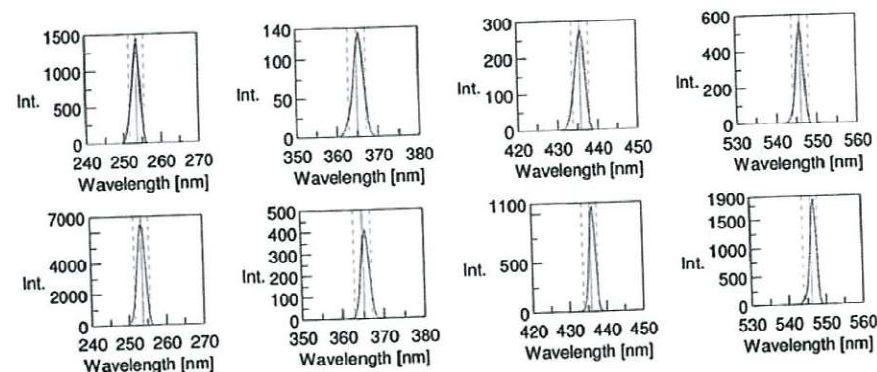 1500
1000
500
0
Int.
240 250 260 270
Wavelength [nm]
140
100
50
0
Int.
350 360 370 380
Wavelength [nm]
300
200
100
0
Int.
420 430 440 450
Wavelength [nm]
600
400
200
0
Int.
530 540 550 560
Wavelength [nm]
7000
4000
2000
0
Int.
240 250 260 270
Wavelength [nm]
500
400
300
200
100
0
Int.
350 360 370 380
Wavelength [nm]
1100
500
0
Int.
420 430 440 450
Wavelength [nm]
1900
1500
1000
500
0
Int.
530 540 550 560
Wavelength [nm]